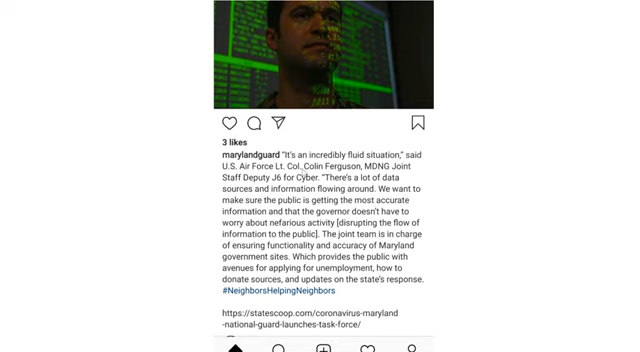 3 likes
marylandguard "It's an incredibly fluid situation," said
U.S. Air Force Lt. Col. Colin Ferguson, MDNG Joint
Staff Deputy J6 for Cyber. "There's a lot of data
sources and information flowing around. We want to
make sure the public is getting the most accurate
information and that the governor doesn't have to
worry about nefarious activity [disrupting the flow of
information to the public]. The joint team is in charge
of ensuring functionality and accuracy of Maryland
government sites. Which provides the public with
avenues for applying for unemployment, how to
donate sources, and updates on the state's response.
#NeighborsHelpingNeighbors
https://statescoop.com/coronavirus-maryland
-national-guard-launches-task-force/